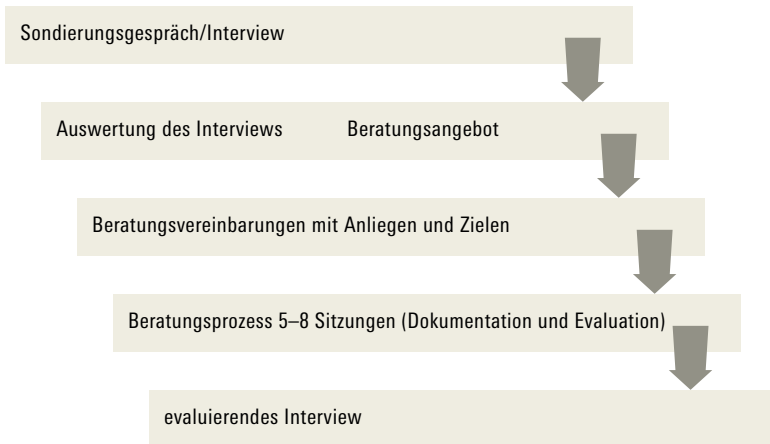 Sondierungsgespräch/Interview
Auswertung des Interviews Beratungsangebot
Beratungsvereinbarungen mit Anliegen und Zielen
Beratungsprozess 5–8 Sitzungen (Dokumentation und Evaluation)
evaluierendes Interview